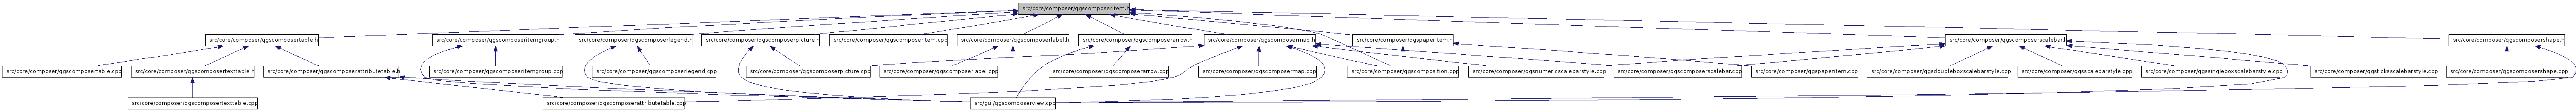 src/core/composer/qgscomposeritem.h
src/core/composer/qgscomposertable.h
src/core/composer/qgscomposeritemgroup.h
src/core/composer/qgscomposerlegend.h
src/core/composer/qgscomposerpicture.h
src/core/composer/qgscomposeritem.cpp
src/core/composer/qgscomposerlabel.h
src/core/composer/qgscomposerarrow.h
src/core/composer/qgscomposermap.h
src/core/composer/qgspaperitem.h
src/core/composer/qgscomposerscalebar.h
src/core/composer/qgscomposershape.h
src/core/composer/qgscomposertable.cpp
src/core/composer/qgscomposertexttable.h
src/core/composer/qgscomposerattributetable.h
src/core/composer/qgscomposeritemgroup.cpp
src/core/composer/qgscomposerlegend.cpp
src/core/composer/qgscomposerpicture.cpp
src/core/composer/qgscomposerlabel.cpp
src/core/composer/qgscomposerarrow.cpp
src/core/composer/qgscomposermap.cpp
src/core/composer/qgscomposition.cpp
src/core/composer/qgsnumericscalebarstyle.cpp
src/core/composer/qgscomposerscalebar.cpp
src/core/composer/qgspaperitem.cpp
src/core/composer/qgsdoubleboxscalebarstyle.cpp
src/core/composer/qgsscalebarstyle.cpp
src/core/composer/qgssingleboxscalebarstyle.cpp
src/core/composer/qgsticksscalebarstyle.cpp
src/core/composer/qgscomposershape.cpp
src/core/composer/qgscomposertexttable.cpp
src/core/composer/qgscomposerattributetable.cpp
src/gui/qgscomposerview.cpp